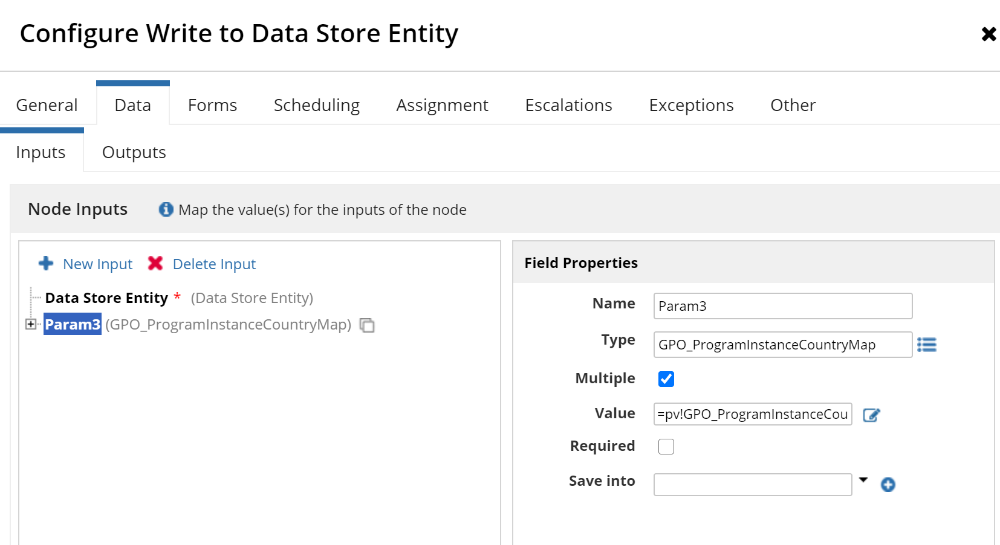 Configure Write to Data Store Entity
General Data Forms Scheduling Assignment Escalations Exceptions Other
Inputs Outputs
Node Inputs Map the value(s) for the inputs of the node
New Input Delete Input
Data Store Entity * (Data Store Entity)
Param3 (GPO_ProgramInstanceCountryMap)
Field Properties
Name Param3
Type GPO_ProgramInstanceCountryMap
Multiple
Value =pv!GPO_ProgramInstanceCou
Required
Save into